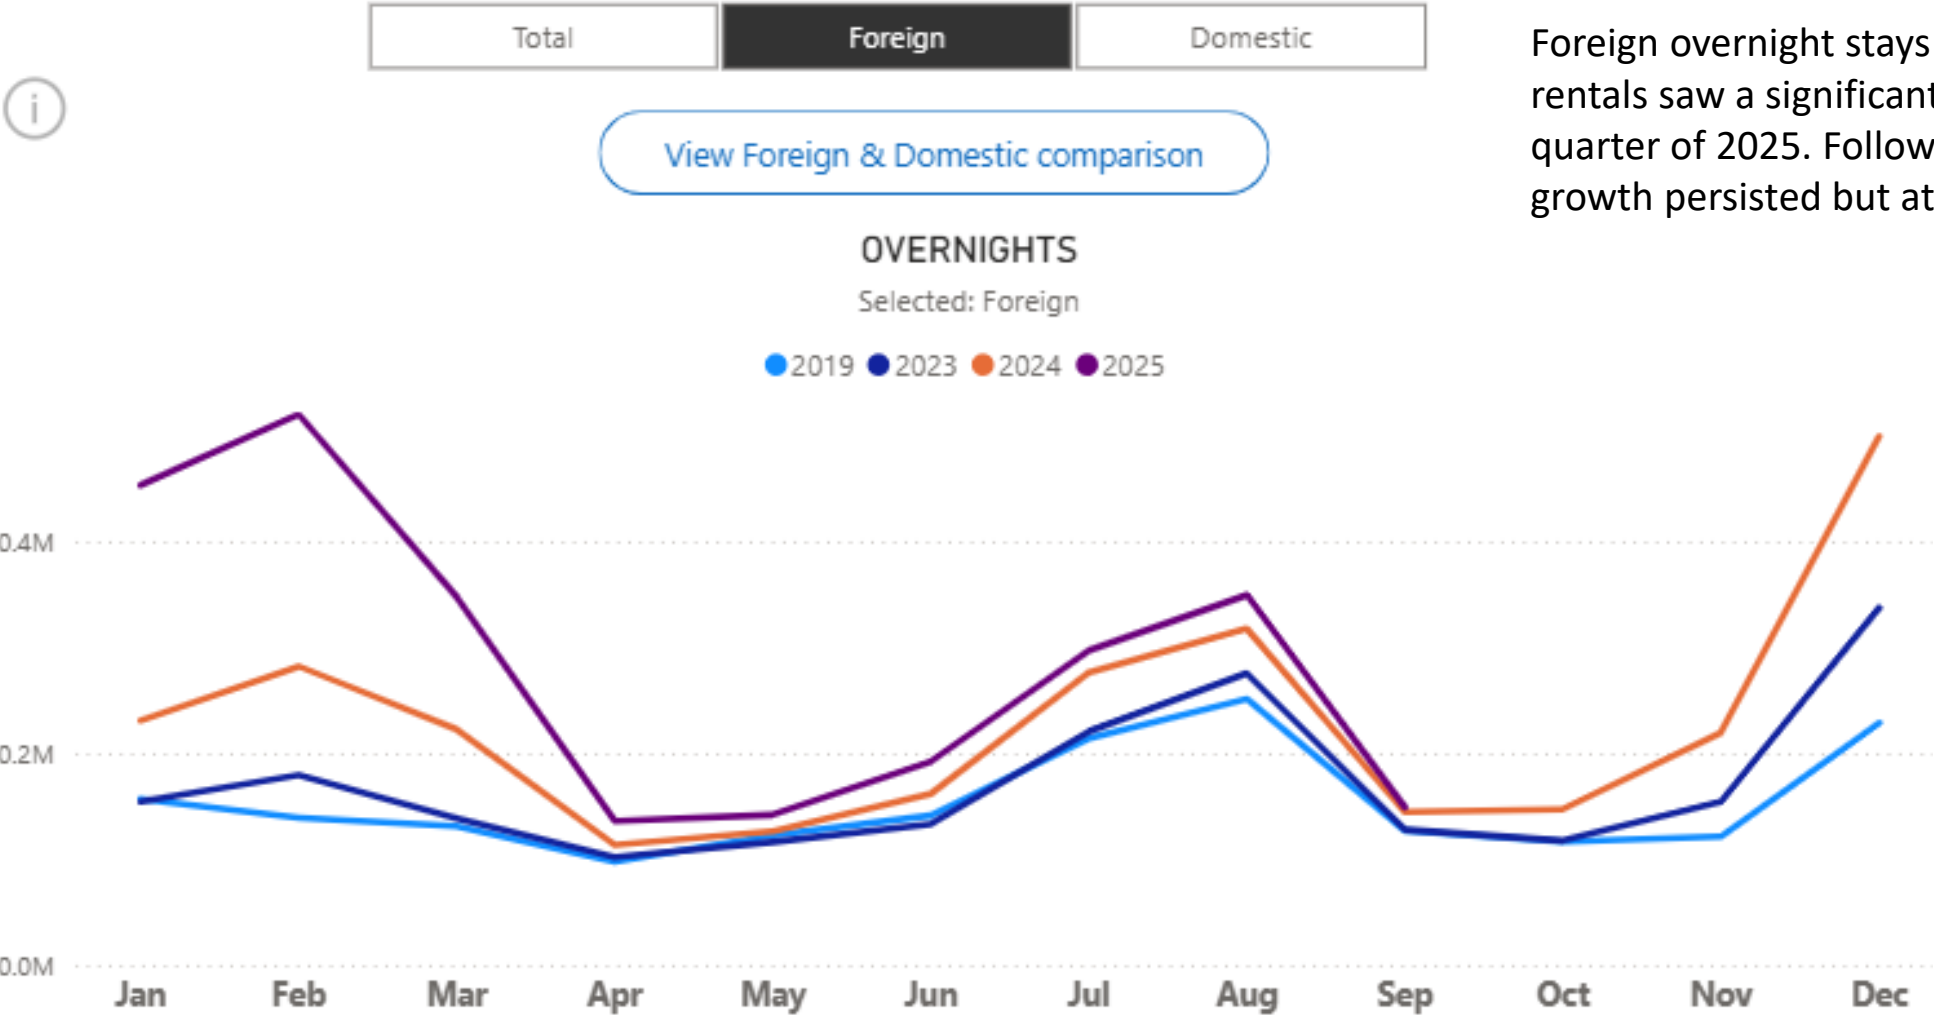 Total Foreign Domestic
i
View Foreign & Domestic comparison
Foreign overnight stays
rentals saw a significant
quarter of 2025. Follow
growth persisted but at
OVERNIGHTS
Selected: Foreign
2019 2023 2024 2025
0.4M
0.2M
0.0M
Jan Feb Mar Apr May Jun Jul Aug Sep Oct Nov Dec